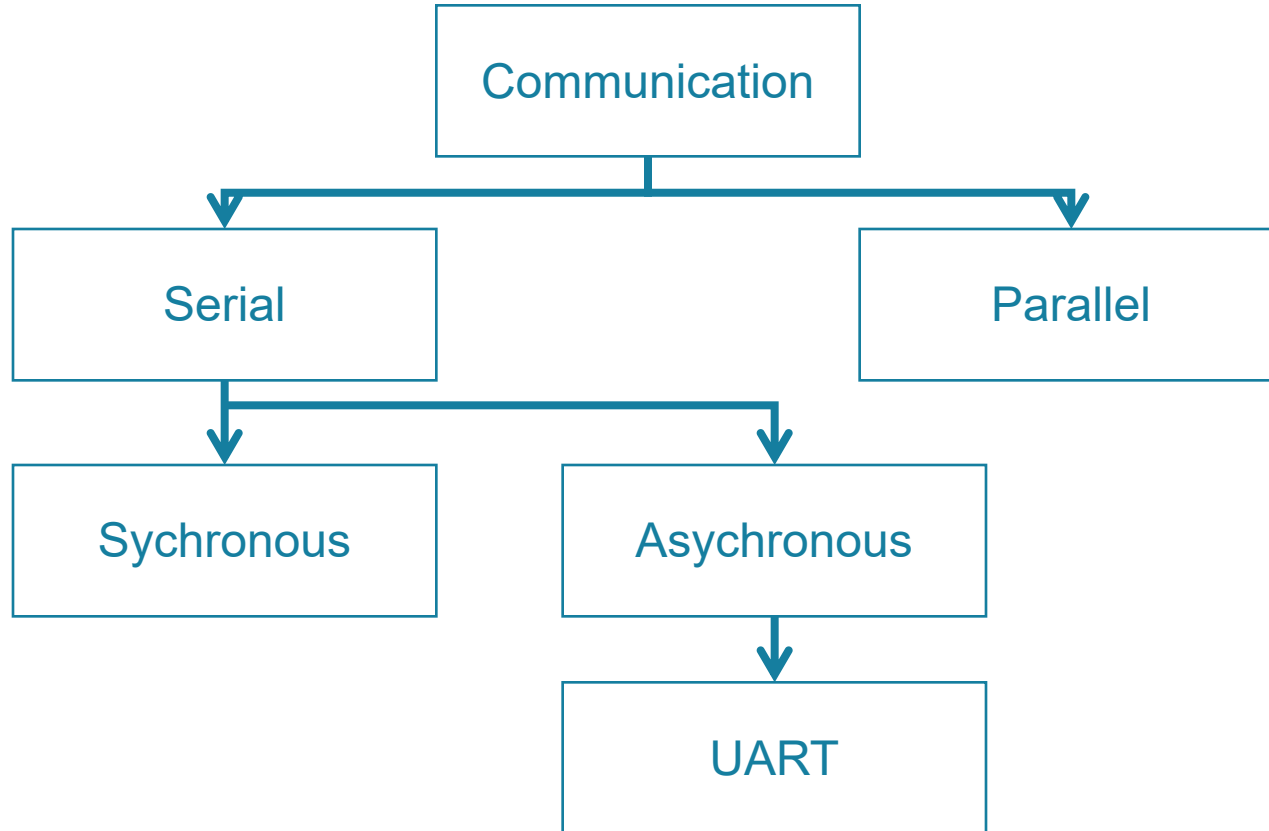 Communication
Serial
Parallel
Sychronous
Asychronous
UART